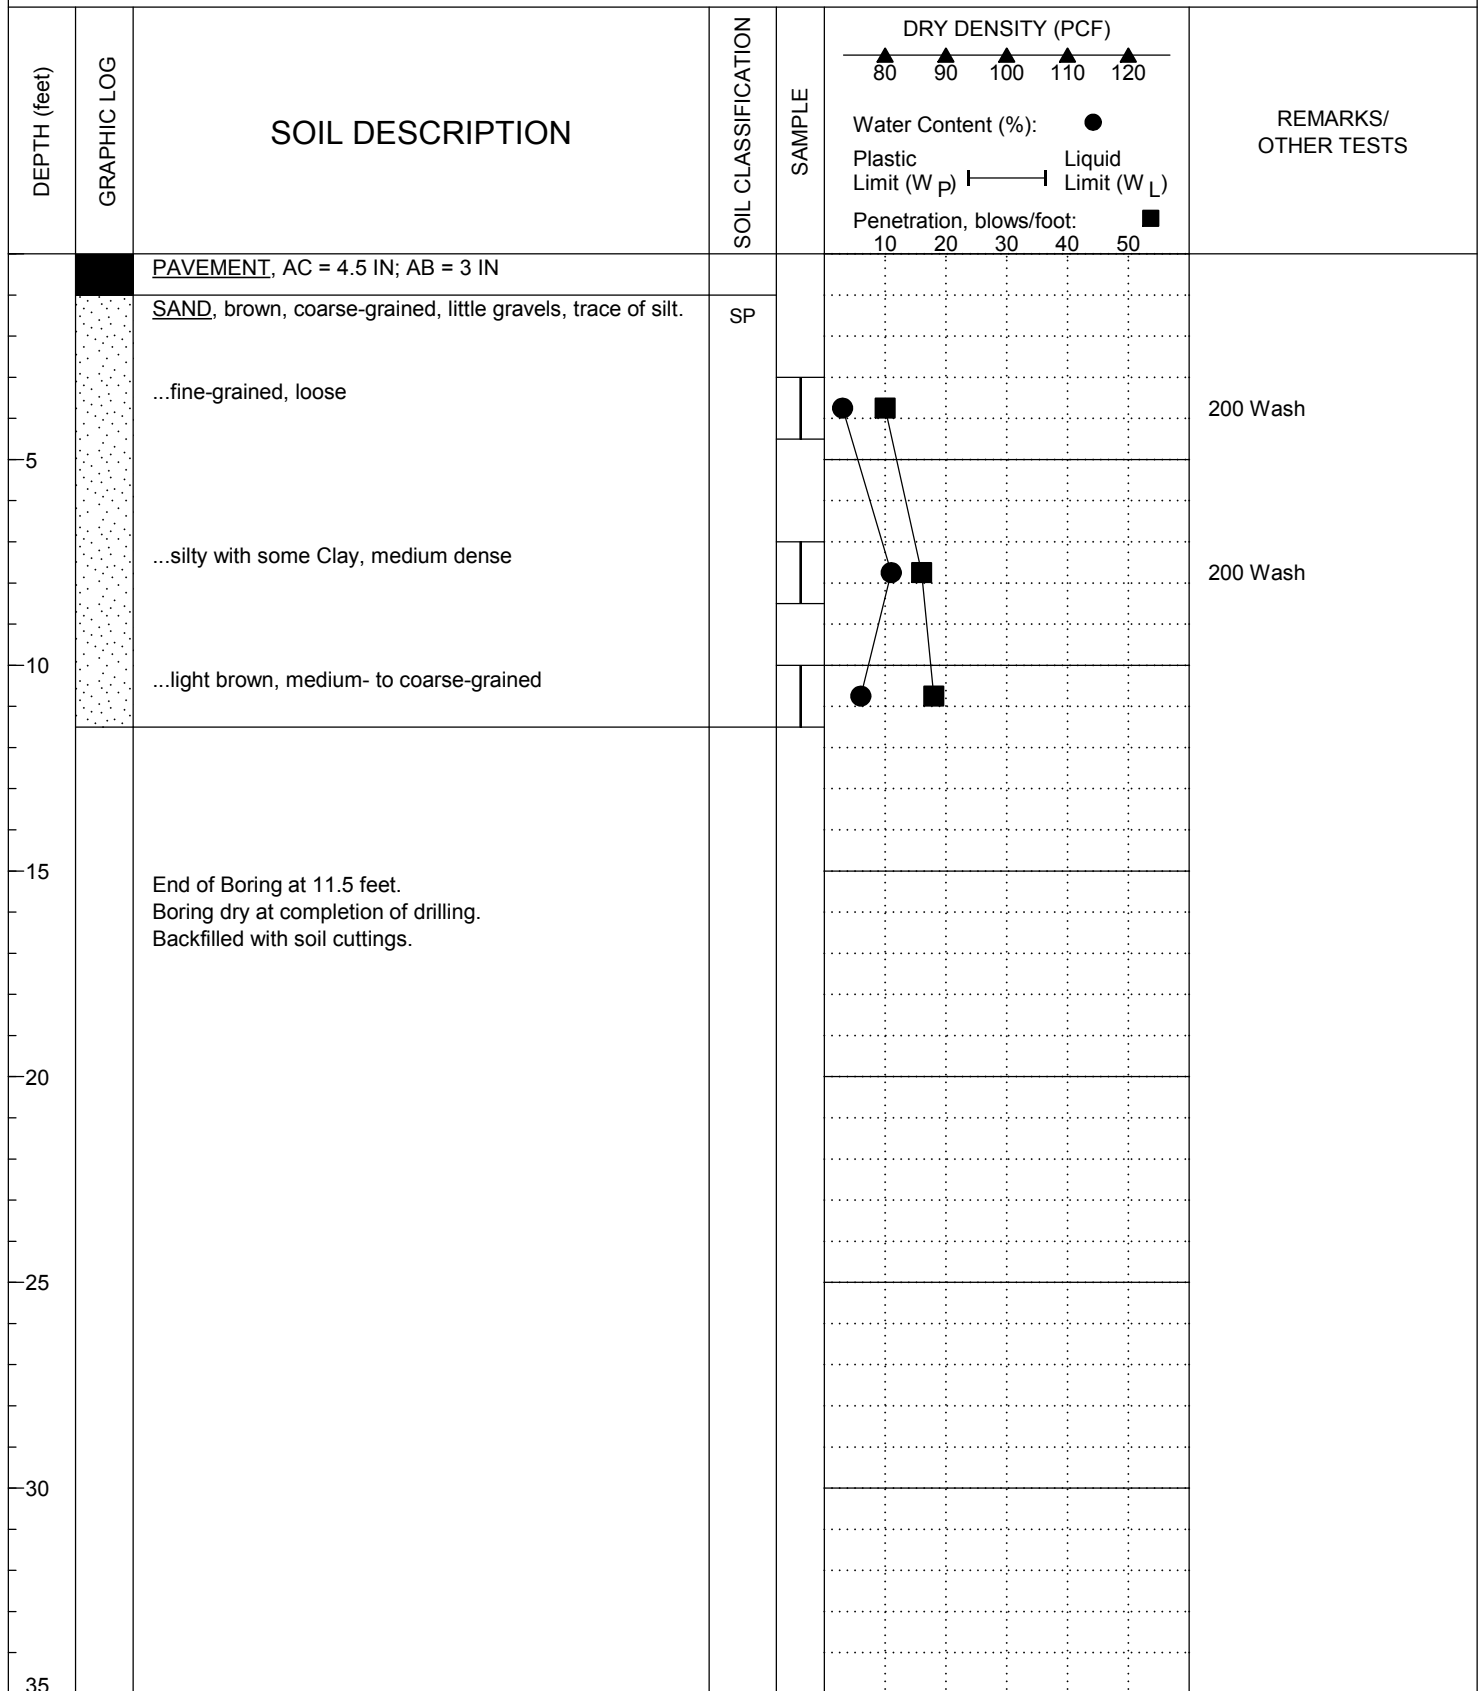 DEPTH (feet)
GRAPHIC LOG
SOIL DESCRIPTION
SOIL CLASSIFICATION
SAMPLE
DRY DENSITY (PCF)
80 90 100 110 120
Water Content (%):
Plastic
Limit (W P)
Liquid
Limit (W L)
Penetration, blows/foot:
10 20 30 40 50
REMARKS/
OTHER TESTS
PAVEMENT, AC = 4.5 IN; AB = 3 IN
SAND, brown, coarse-grained, little gravels, trace of silt.
SP
...fine-grained, loose
200 Wash
5
...silty with some Clay, medium dense
200 Wash
10
...light brown, medium- to coarse-grained
15
End of Boring at 11.5 feet.
Boring dry at completion of drilling.
Backfilled with soil cuttings.
20
25
30
35